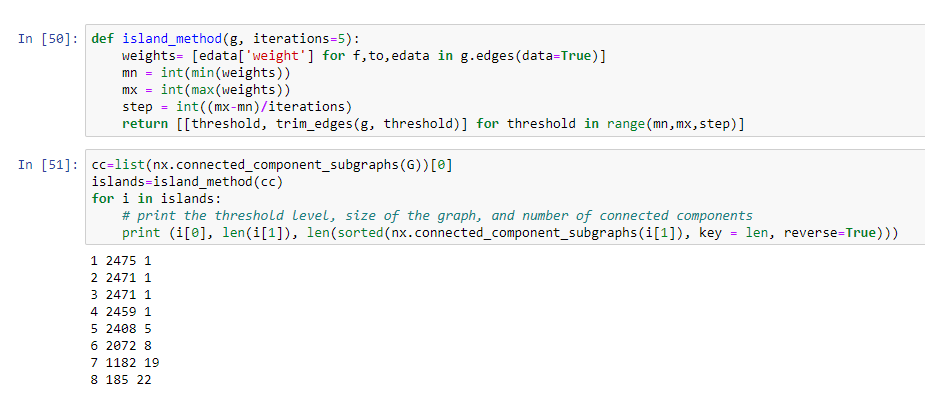 In [50]: def island_method(g, iterations=5):
    weights= [edata['weight'] for f,to,edata in g.edges(data=True)]
    mn = int(min(weights))
    mx = int(max(weights))
    step = int((mx-mn)/iterations)
    return [[threshold, trim_edges(g, threshold)] for threshold in range(mn,mx,step)]
In [51]: cc=list(nx.connected_component_subgraphs(G))[0]
islands=island_method(cc)
for i in islands:
    # print the threshold level, size of the graph, and number of connected components
    print (i[0], len(i[1]), len(sorted(nx.connected_component_subgraphs(i[1]), key = len, reverse=True)))
1 2475 1
2 2471 1
3 2471 1
4 2459 1
5 2408 5
6 2072 8
7 1182 19
8 185 22